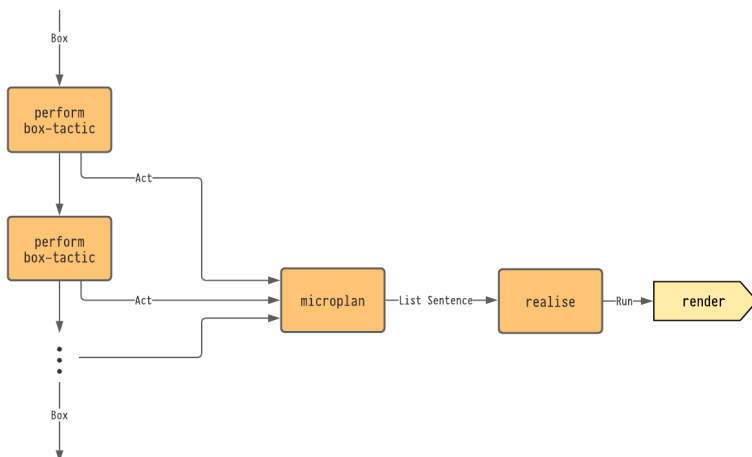 Box
perform
box-tactic
Act
perform
box-tactic
Act
microplan
List Sentence
realise
Run
render
Box